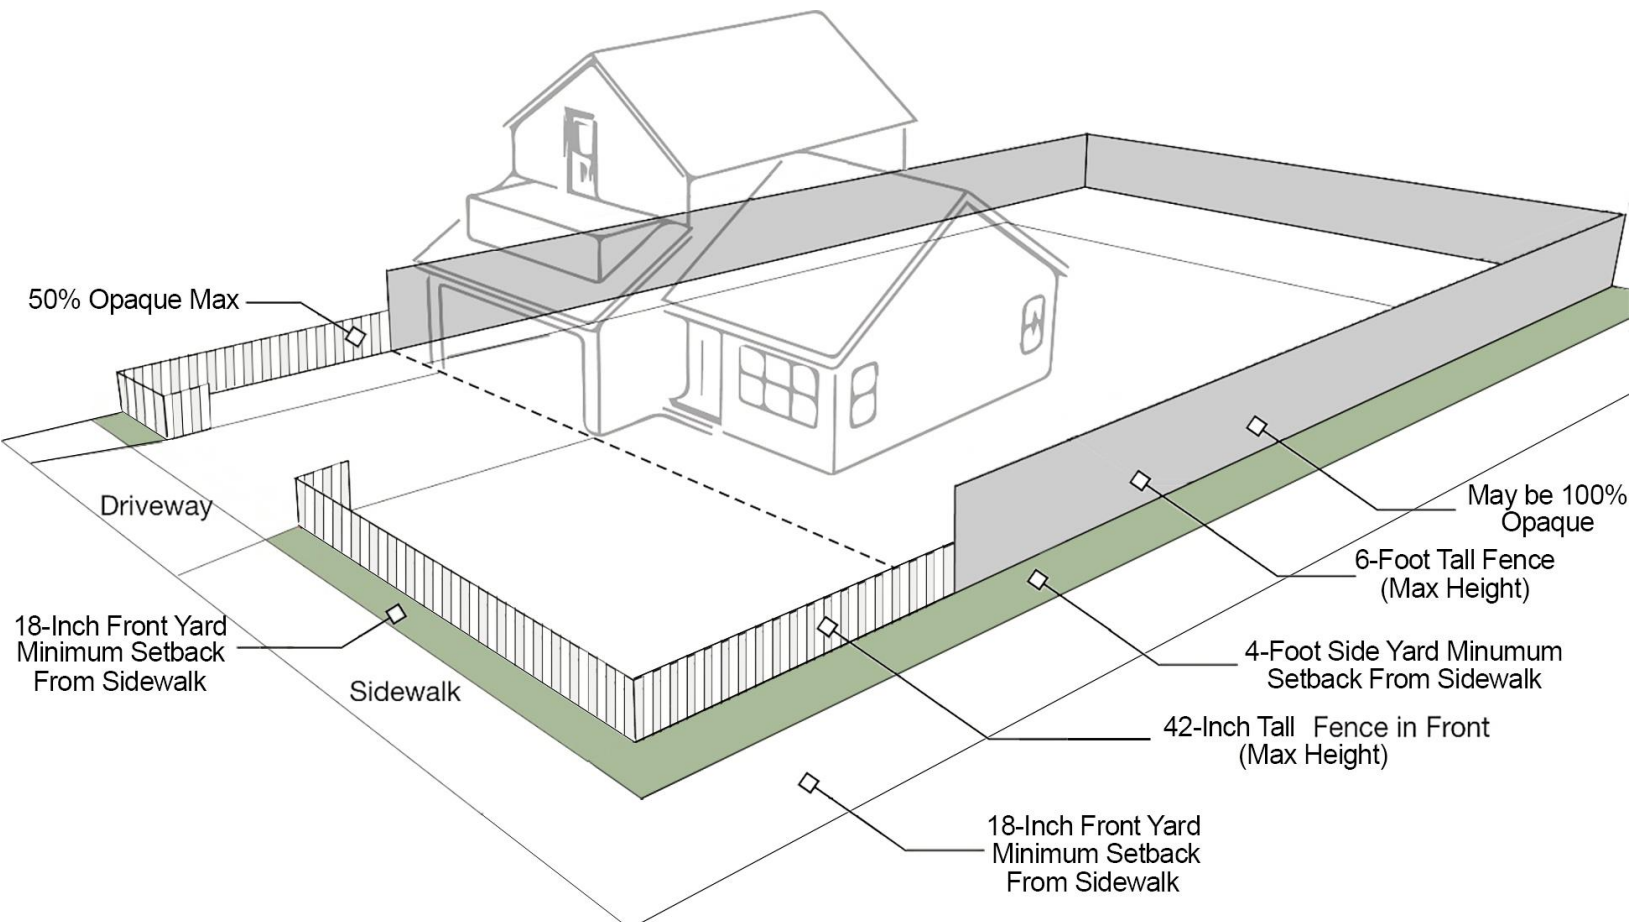 50% Opaque Max
Driveway
18-Inch Front Yard
Minimum Setback
From Sidewalk
Sidewalk
May be 100%
Opaque
6-Foot Tall Fence
(Max Height)
4-Foot Side Yard Minumum
Setback From Sidewalk
42-Inch Tall Fence in Front
(Max Height)
18-Inch Front Yard
Minimum Setback
From Sidewalk